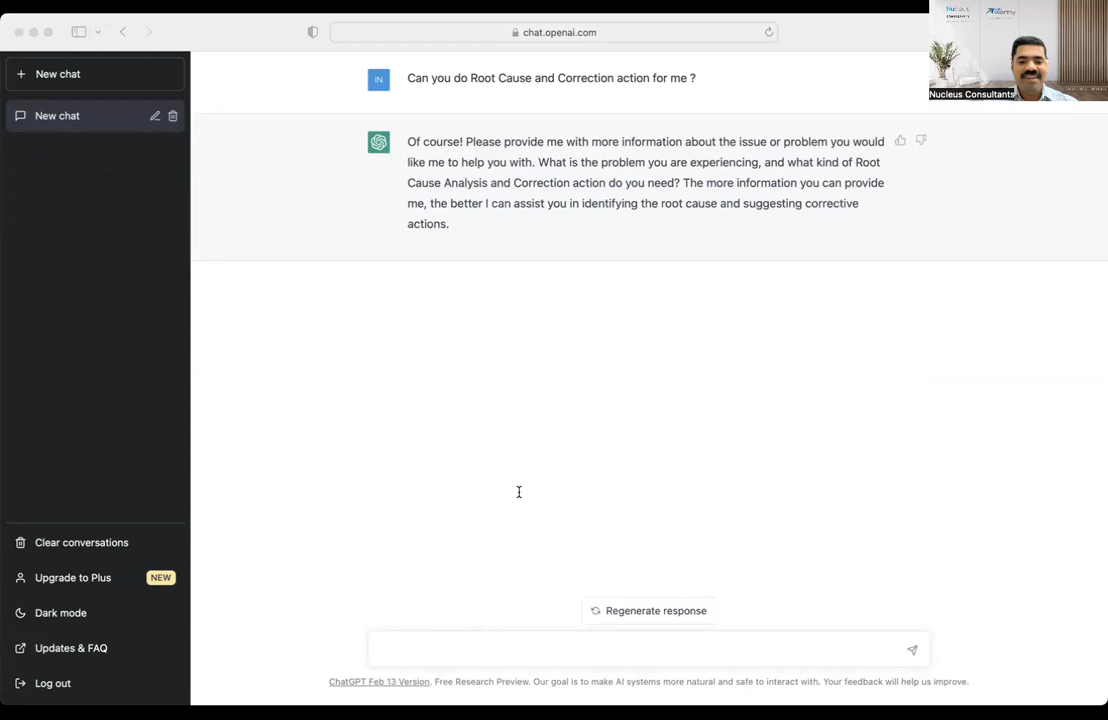 chat.openai.com
New chat
New chat
Clear conversations
Upgrade to Plus NEW
Dark mode
Updates & FAQ
Log out
IN Can you do Root Cause and Correction action for me ?
Of course! Please provide me with more information about the issue or problem you would
like me to help you with. What is the problem you are experiencing, and what kind of Root
Cause Analysis and Correction action do you need? The more information you can provide
me, the better I can assist you in identifying the root cause and suggesting corrective
actions.
Regenerate response
ChatGPT Feb 13 Version. Free Research Preview. Our goal is to make AI systems more natural and safe to interact with. Your feedback will help us improve.
Nucleus
Nucleus Consultants